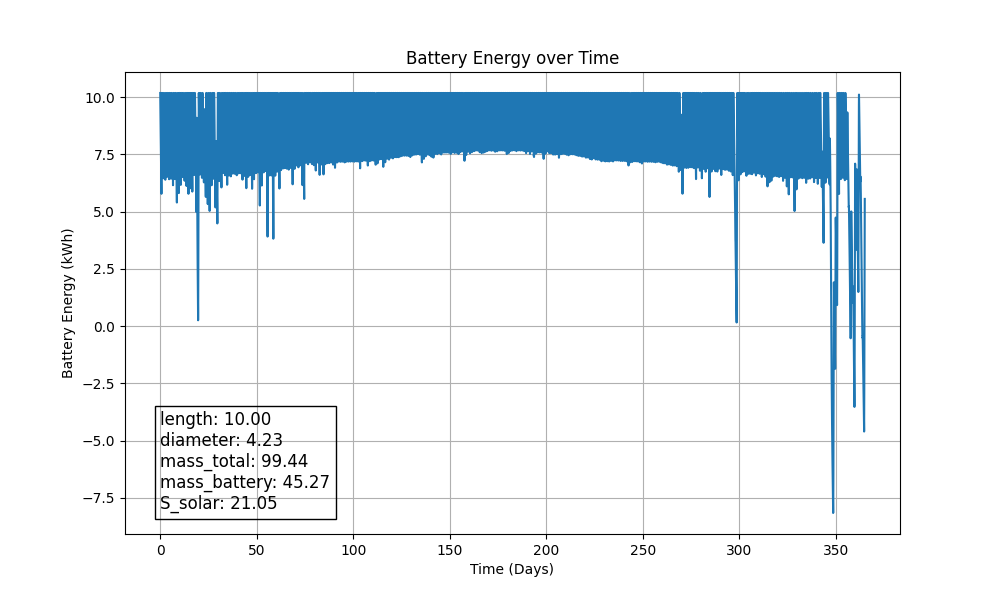 Battery Energy over Time
Battery Energy (kWh)
10.0
7.5
5.0
2.5
0.0
−2.5
−5.0
−7.5
length: 10.00
diameter: 4.23
mass_total: 99.44
mass_battery: 45.27
S_solar: 21.05
0 50 100 150 200 250 300 350
Time (Days)